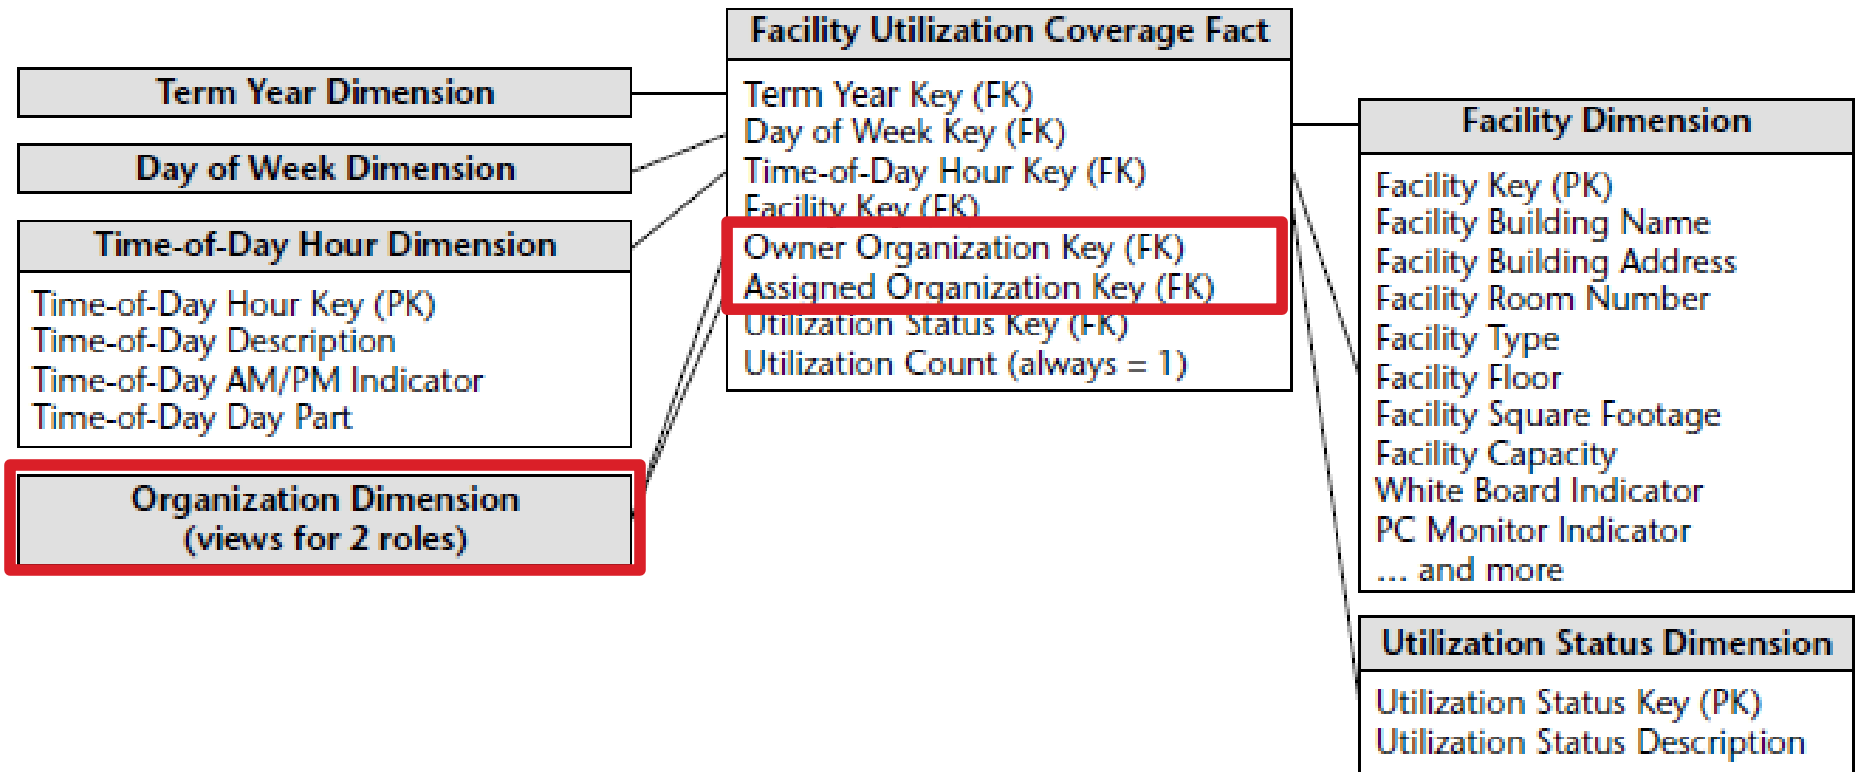 Facility Utilization Coverage Fact
Term Year Key (FK)
Day of Week Key (FK)
Time-of-Day Hour Key (FK)
Facility Key (FK)
Owner Organization Key (FK)
Assigned Organization Key (FK)
Utilization Status Key (FK)
Utilization Count (always = 1)
Term Year Dimension
Day of Week Dimension
Time-of-Day Hour Dimension
Time-of-Day Hour Key (PK)
Time-of-Day Description
Time-of-Day AM/PM Indicator
Time-of-Day Day Part
Organization Dimension
(views for 2 roles)
Facility Dimension
Facility Key (PK)
Facility Building Name
Facility Building Address
Facility Room Number
Facility Type
Facility Floor
Facility Square Footage
Facility Capacity
White Board Indicator
PC Monitor Indicator
... and more
Utilization Status Dimension
Utilization Status Key (PK)
Utilization Status Description